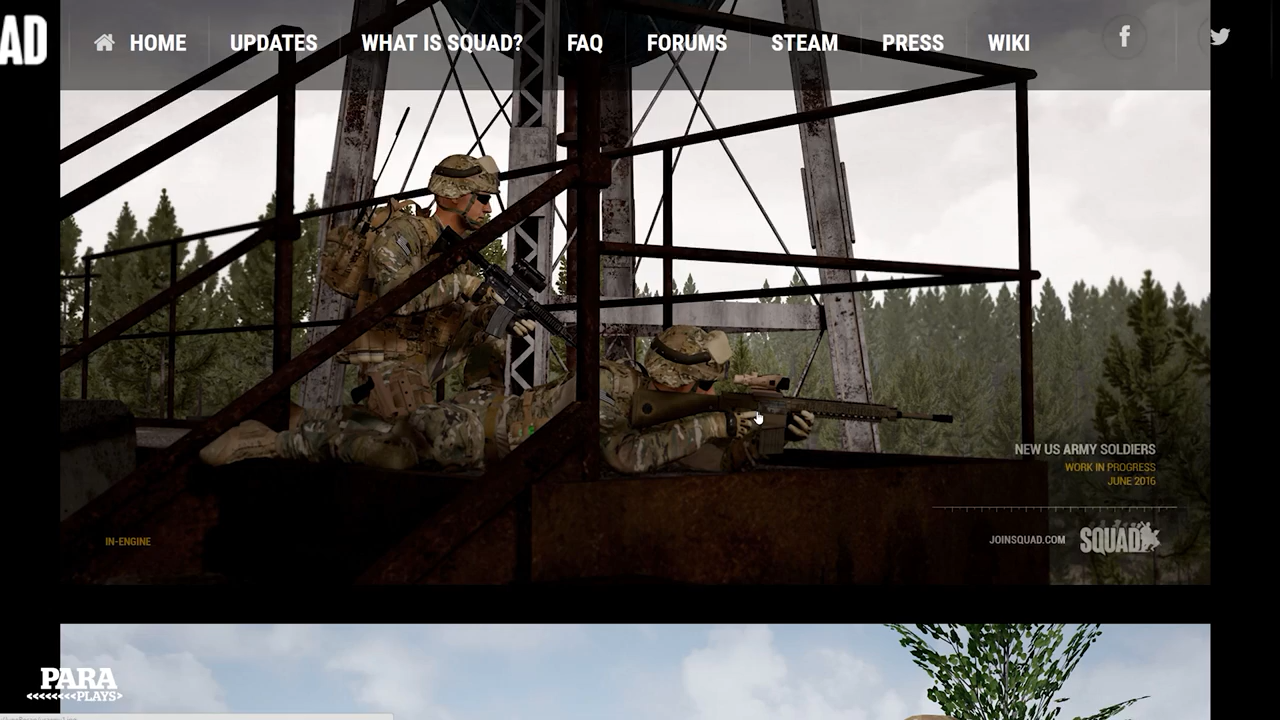 AD
HOME UPDATES WHAT IS SQUAD? FAQ FORUMS STEAM PRESS WIKI
NEW US ARMY SOLDIERS
WORK IN PROGRESS
JUNE 2016
IN-ENGINE
JOINSQUAD.COM SQUAD
PARA
PLAYS